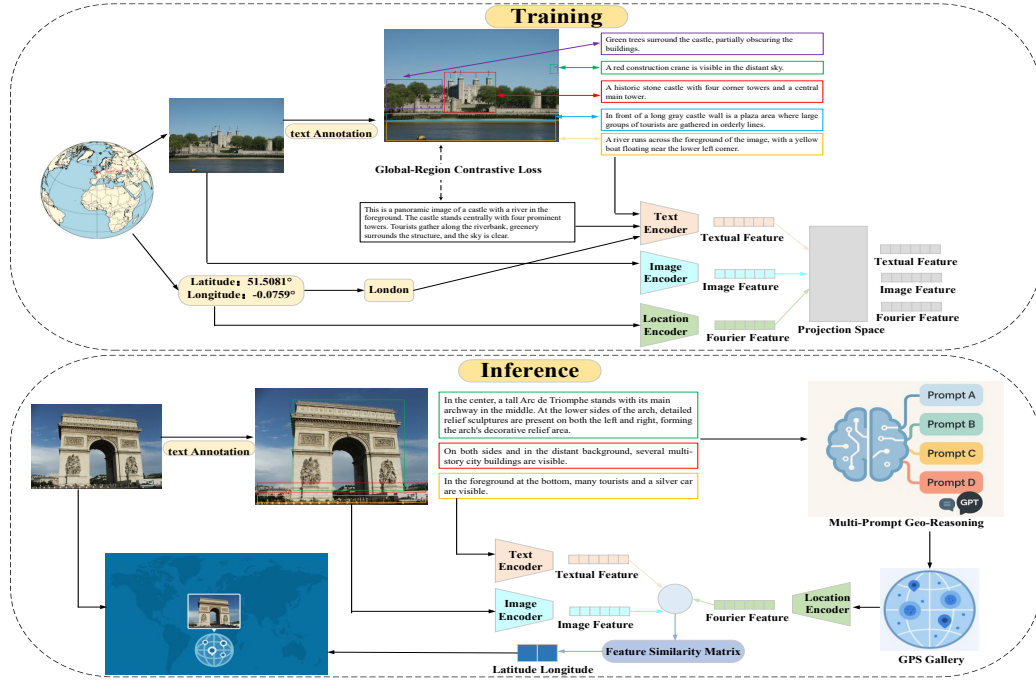 Training
Green trees surround the castle, partially obscuring the
buildings.
A red construction crane is visible in the distant sky.
A historic stone castle with four corner towers and a central
main tower.
In front of a long gray castle wall is a plaza area where large
groups of tourists are gathered in orderly lines.
A river runs across the foreground of the image, with a yellow
boat floating near the lower left corner.
text Annotation
Global-Region Contrastive Loss
This is a panoramic image of a castle with a river in the
foreground. The castle stands centrally with four prominent
towers. Tourists gather along the riverbank, greenery
surrounds the structure, and the sky is clear.
Text
Encoder
Textual Feature
Image
Encoder
Image Feature
Location
Encoder
Fourier Feature
Projection Space
Textual Feature
Image Feature
Fourier Feature
Latitude：51.5081°
Longitude：-0.0759°
London
Inference
text Annotation
In the center, a tall Arc de Triomphe stands with its main
archway in the middle. At the lower sides of the arch, detailed
relief sculptures are present on both the left and right, forming
the arch's decorative relief area.
On both sides and in the distant background, several multi-
story city buildings are visible.
In the foreground at the bottom, many tourists and a silver car
are visible.
Prompt A
Prompt B
Prompt C
Prompt D
GPT
Multi-Prompt Geo-Reasoning
Text
Encoder
Textual Feature
Image
Encoder
Image Feature
Fourier Feature
Location
Encoder
GPS Gallery
Feature Similarity Matrix
Latitude Longitude